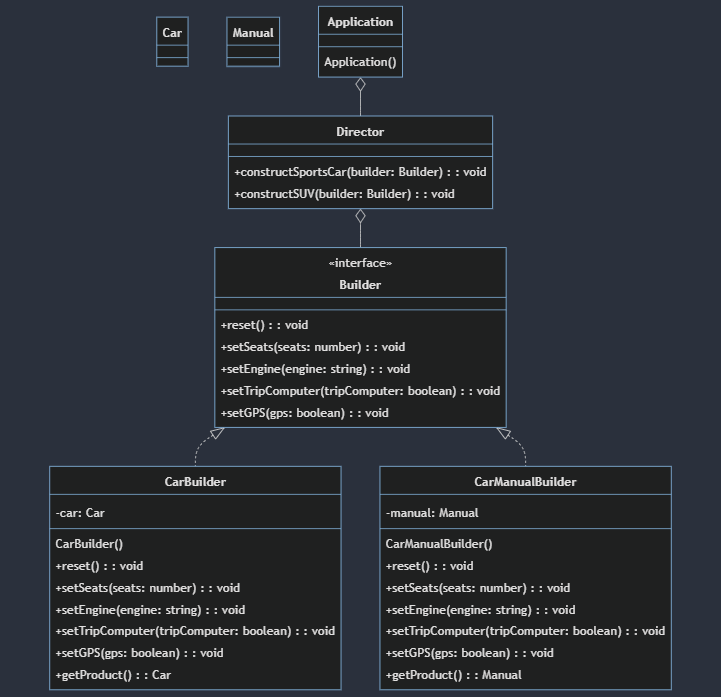 Car
Manual
Application
Application()
Director
+constructSportsCar(builder: Builder) : : void
+constructSUV(builder: Builder) : : void
«interface»
Builder
+reset() : : void
+setSeats(seats: number) : : void
+setEngine(engine: string) : : void
+setTripComputer(tripComputer: boolean) : : void
+setGPS(gps: boolean) : : void
CarBuilder
-car: Car
CarBuilder()
+reset() : : void
+setSeats(seats: number) : : void
+setEngine(engine: string) : : void
+setTripComputer(tripComputer: boolean) : : void
+setGPS(gps: boolean) : : void
+getProduct() : : Car
CarManualBuilder
-manual: Manual
CarManualBuilder()
+reset() : : void
+setSeats(seats: number) : : void
+setEngine(engine: string) : : void
+setTripComputer(tripComputer: boolean) : : void
+setGPS(gps: boolean) : : void
+getProduct() : : Manual